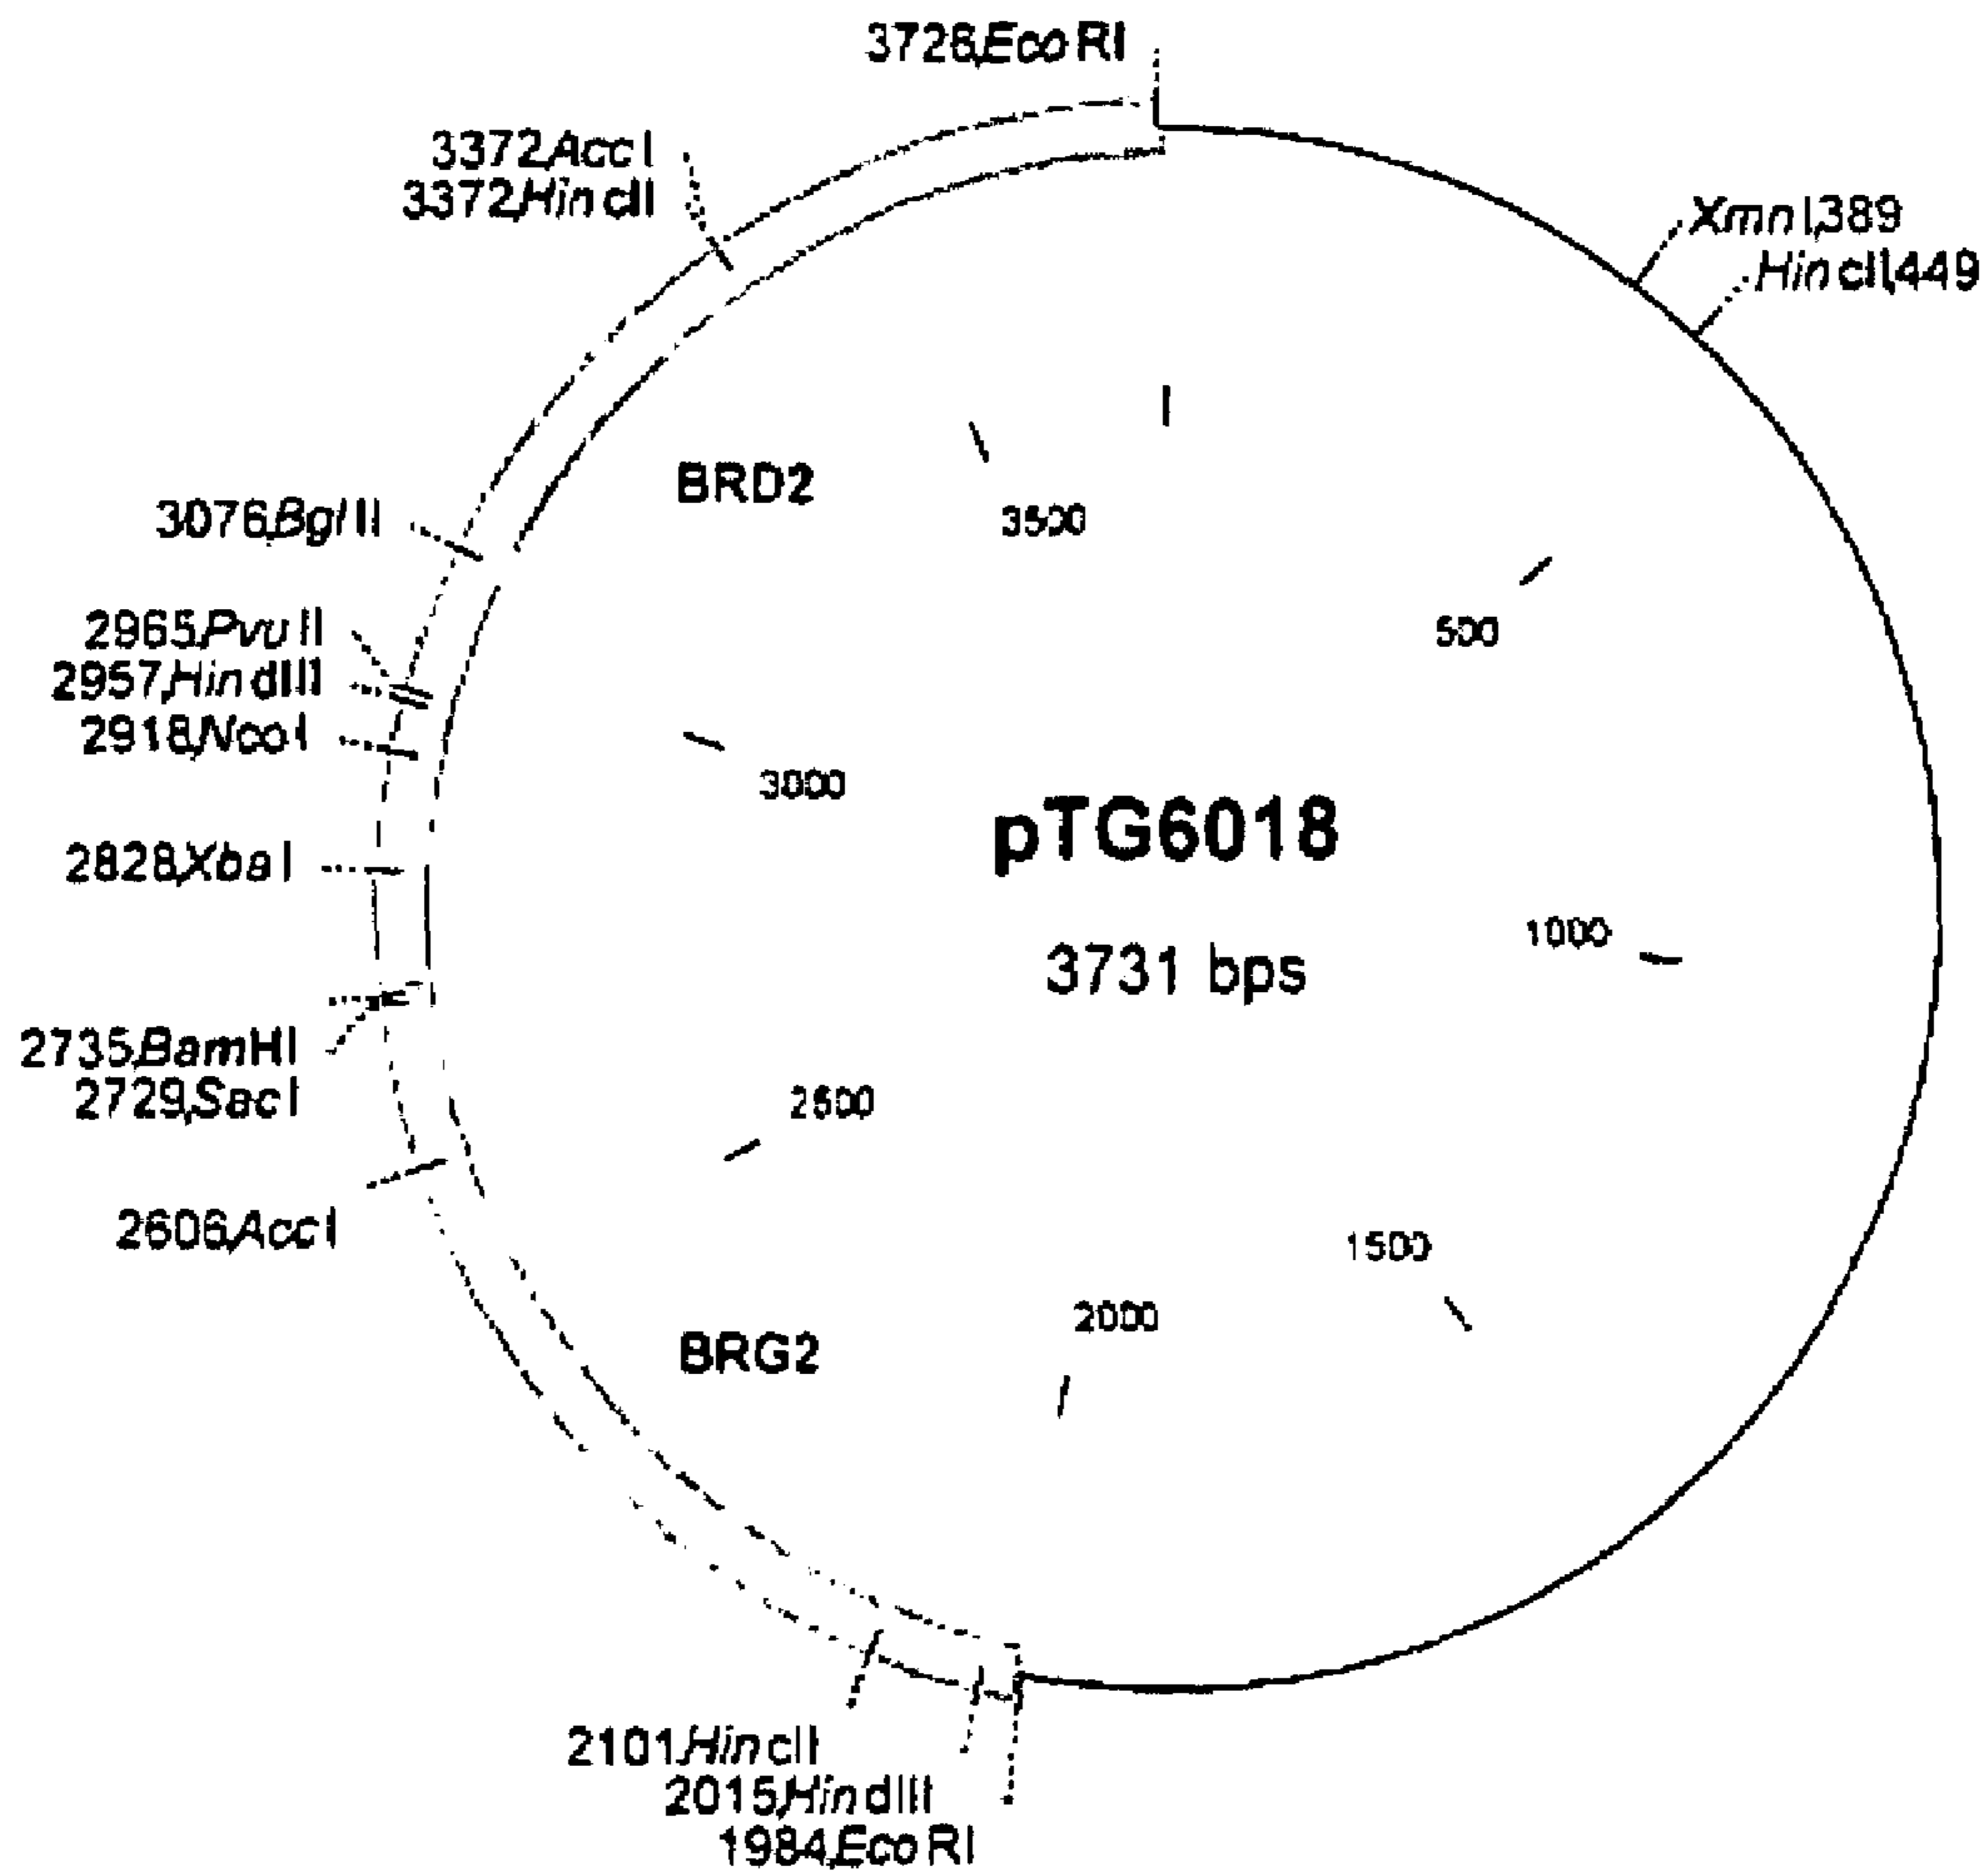 3726,EcoRI
3372,AccI
3372,HincII
XmnI,389
HincII,449
BRD2
3500
3076,BglII
500
2965,PvuII
2957,HindIII
2918,NcoI
3000
pTG6018
2828,XbaI
1000
3731 bps
2735,BamHI
2729,SacI
2500
2606,AccI
1500
2000
BRG2
2101,HincII
2015,HindIII
1984,EcoRI